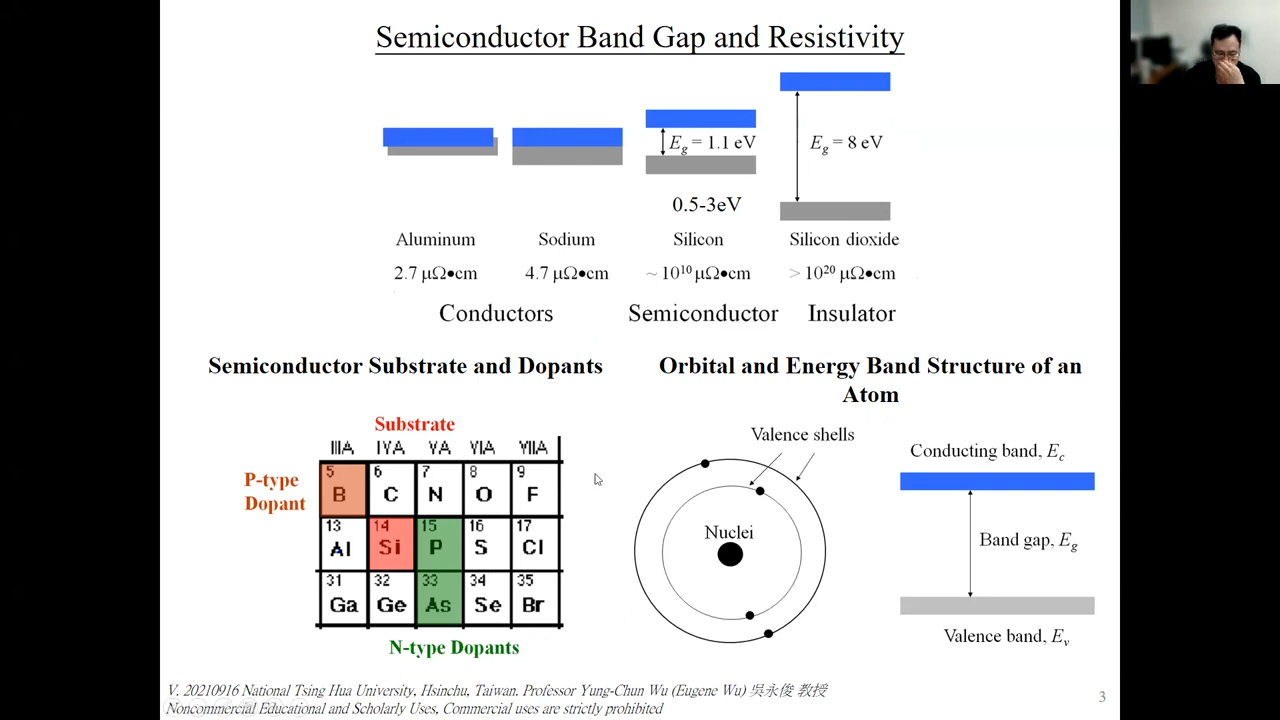 Semiconductor Band Gap and Resistivity
E_g = 1.1 eV
E_g = 8 eV
0.5-3eV
Aluminum Sodium Silicon Silicon dioxide
2.7 μΩ•cm 4.7 μΩ•cm ~ 10¹⁰ μΩ•cm > 10²⁰ μΩ•cm
Conductors Semiconductor Insulator
Semiconductor Substrate and Dopants
Substrate
IIIA IVA VA VIA VIIA
P-type
Dopant
5 6 7 8 9
B C N O F
13 14 15 16 17
Al Si P S Cl
31 32 33 34 35
Ga Ge As Se Br
N-type Dopants
Orbital and Energy Band Structure of an
Atom
Valence shells
Nuclei
Conducting band, E_c
Band gap, E_g
Valence band, E_v
V. 20210916 National Tsing Hua University, Hsinchu, Taiwan. Professor Yung-Chun Wu (Eugene Wu) 吳永俊 教授
Noncommercial Educational and Scholarly Uses, Commercial uses are strictly prohibited
3